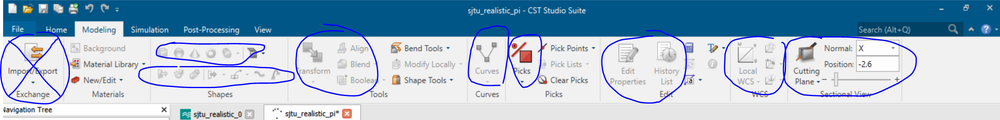 sjtu_realistic_pi - CST Studio Suite
File Home Modeling Simulation Post-Processing View Search (Alt+Q)
Import/Export
Exchange
Background
Material Library
New/Edit
Materials
Shapes
Transform
Align
Blend
Boolean
Bend Tools
Modify Locally
Shape Tools
Tools
Curves
Curves
Picks
Pick Points
Pick Lists
Clear Picks
Picks
Edit
Properties
History
List
Edit
w v
u
Local
WCS
WCS
Cutting
Plane
Normal: X
Position: -2.6
Sectional View
Navigation Tree
sjtu_realistic_0 sjtu_realistic_pi*